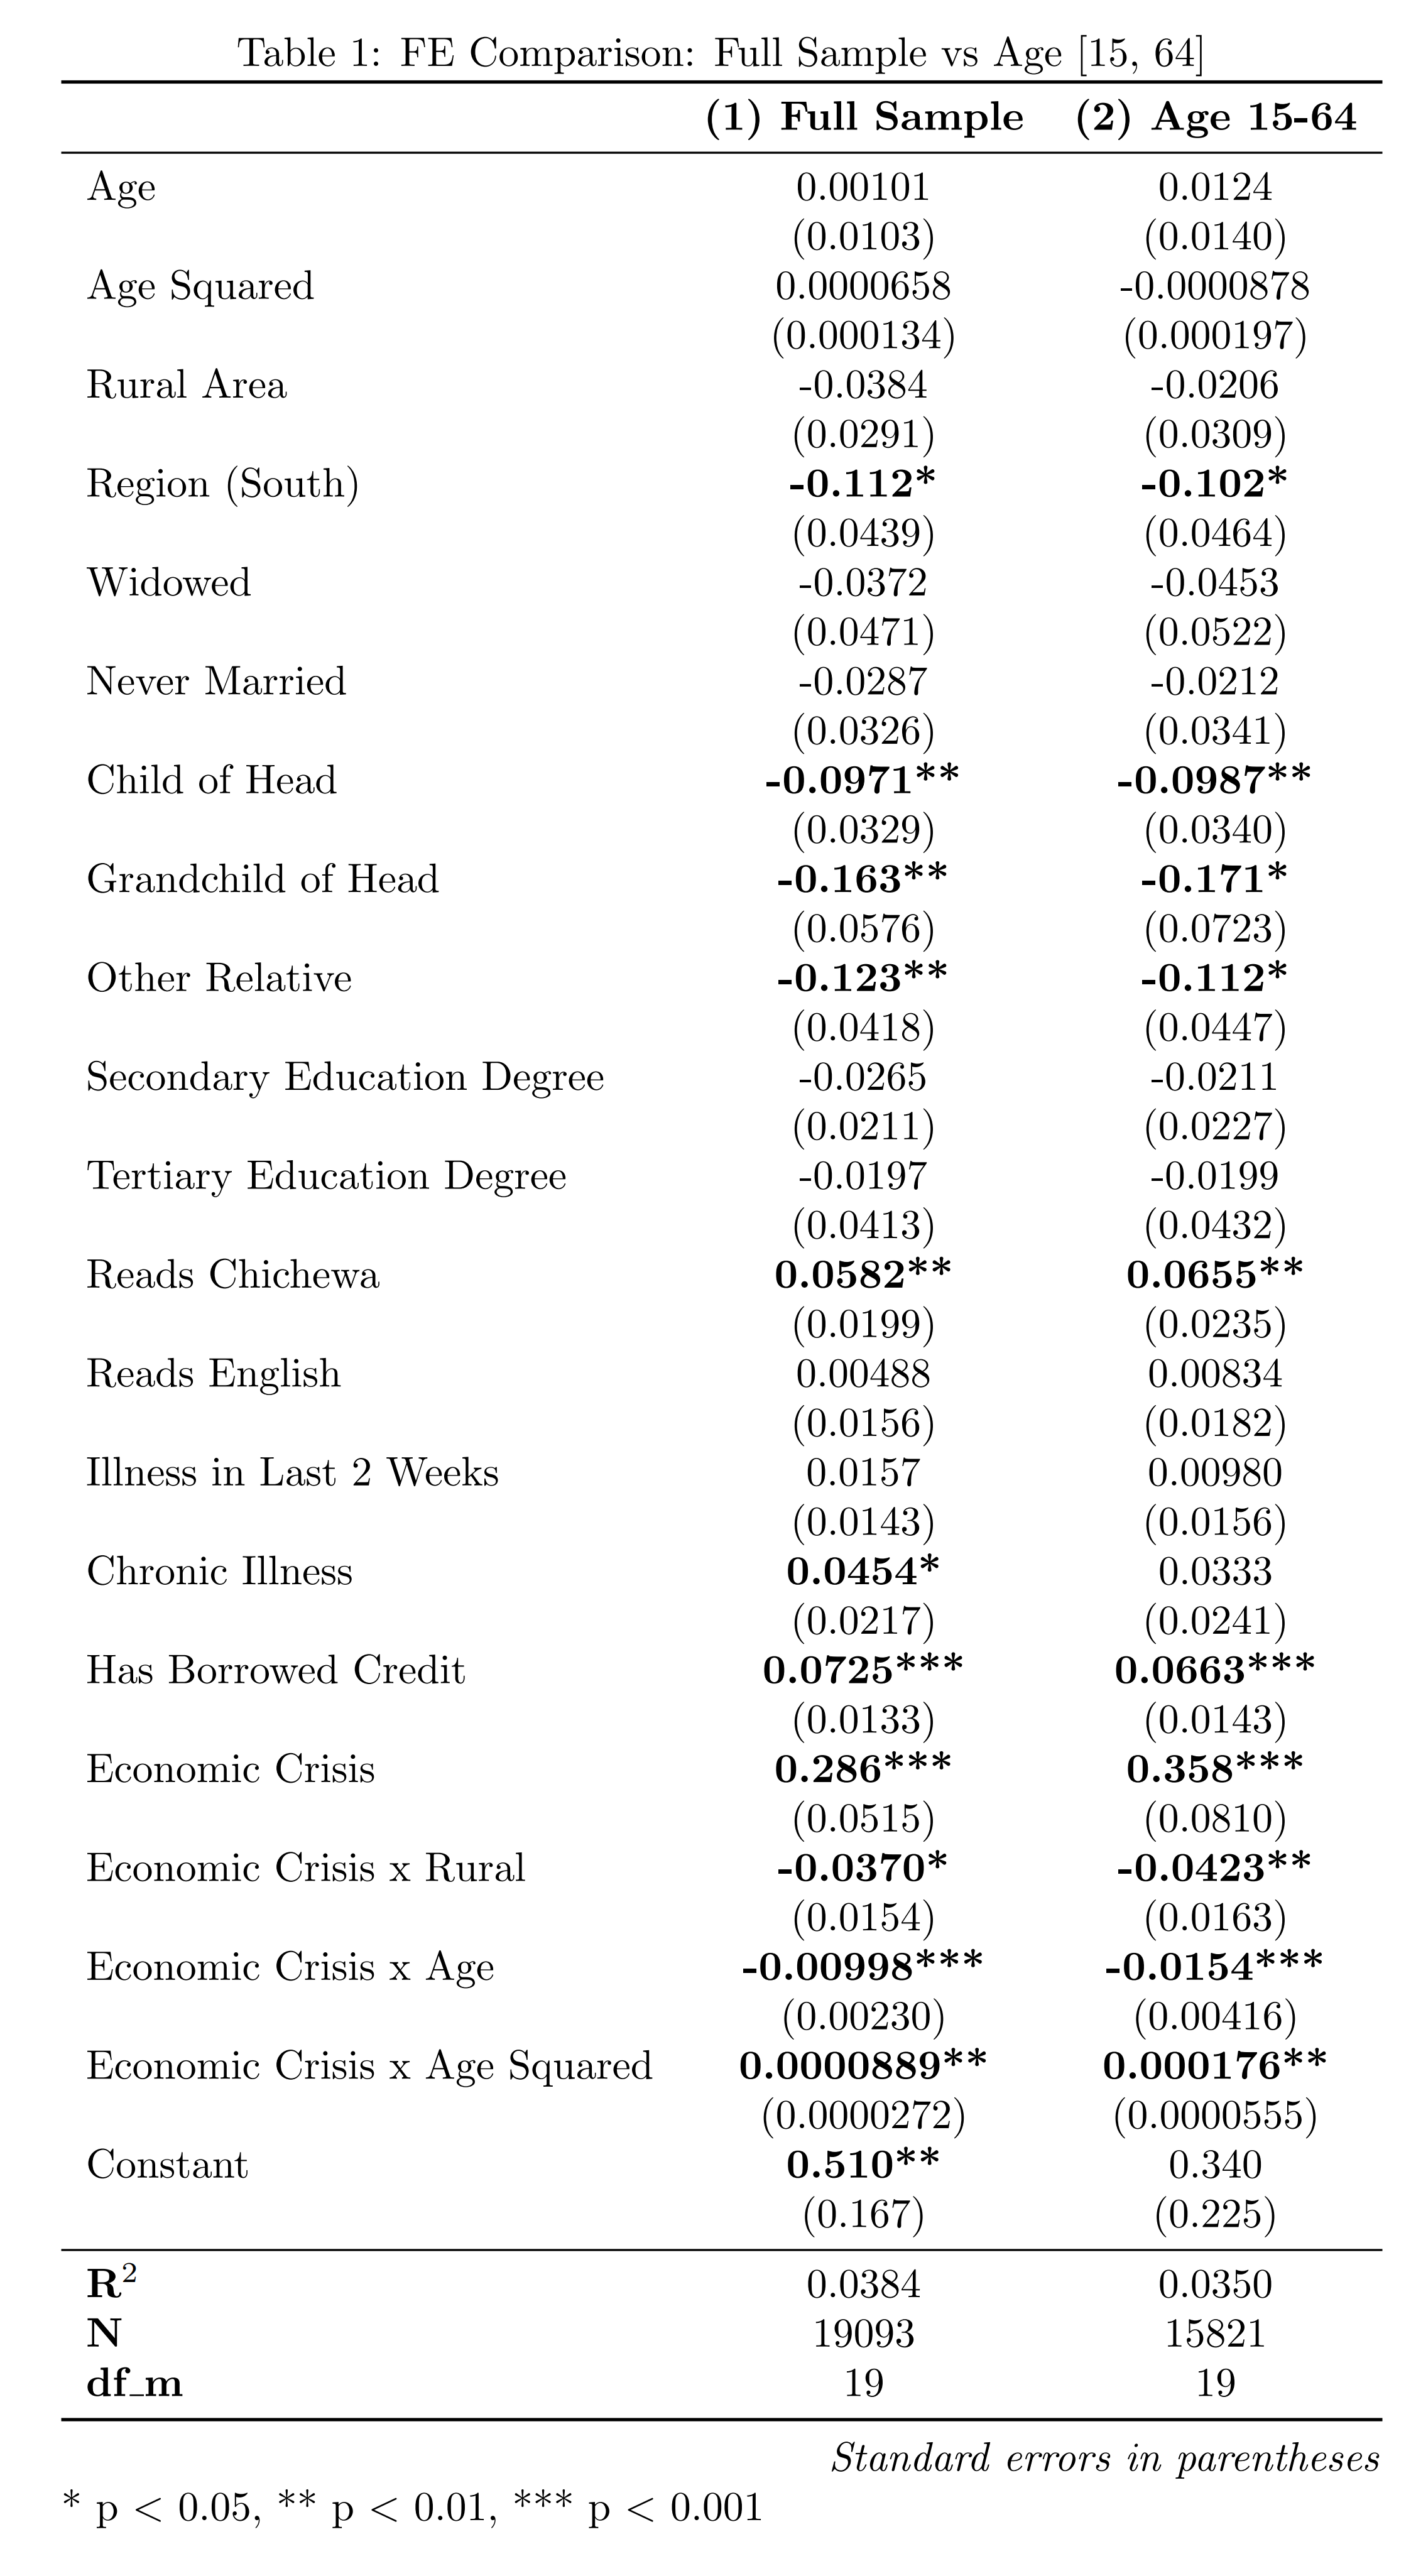 Table 1: FE Comparison: Full Sample vs Age [15, 64]
(1) Full Sample (2) Age 15-64
Age 0.00101 0.0124
(0.0103) (0.0140)
Age Squared 0.0000658 -0.0000878
(0.000134) (0.000197)
Rural Area -0.0384 -0.0206
(0.0291) (0.0309)
Region (South) -0.112* -0.102*
(0.0439) (0.0464)
Widowed -0.0372 -0.0453
(0.0471) (0.0522)
Never Married -0.0287 -0.0212
(0.0326) (0.0341)
Child of Head -0.0971** -0.0987**
(0.0329) (0.0340)
Grandchild of Head -0.163** -0.171*
(0.0576) (0.0723)
Other Relative -0.123** -0.112*
(0.0418) (0.0447)
Secondary Education Degree -0.0265 -0.0211
(0.0211) (0.0227)
Tertiary Education Degree -0.0197 -0.0199
(0.0413) (0.0432)
Reads Chichewa 0.0582** 0.0655**
(0.0199) (0.0235)
Reads English 0.00488 0.00834
(0.0156) (0.0182)
Illness in Last 2 Weeks 0.0157 0.00980
(0.0143) (0.0156)
Chronic Illness 0.0454* 0.0333
(0.0217) (0.0241)
Has Borrowed Credit 0.0725*** 0.0663***
(0.0133) (0.0143)
Economic Crisis 0.286*** 0.358***
(0.0515) (0.0810)
Economic Crisis x Rural -0.0370* -0.0423**
(0.0154) (0.0163)
Economic Crisis x Age -0.00998*** -0.0154***
(0.00230) (0.00416)
Economic Crisis x Age Squared 0.0000889** 0.000176**
(0.0000272) (0.0000555)
Constant 0.510** 0.340
(0.167) (0.225)
R² 0.0384 0.0350
N 19093 15821
df_m 19 19
Standard errors in parentheses
* p < 0.05, ** p < 0.01, *** p < 0.001